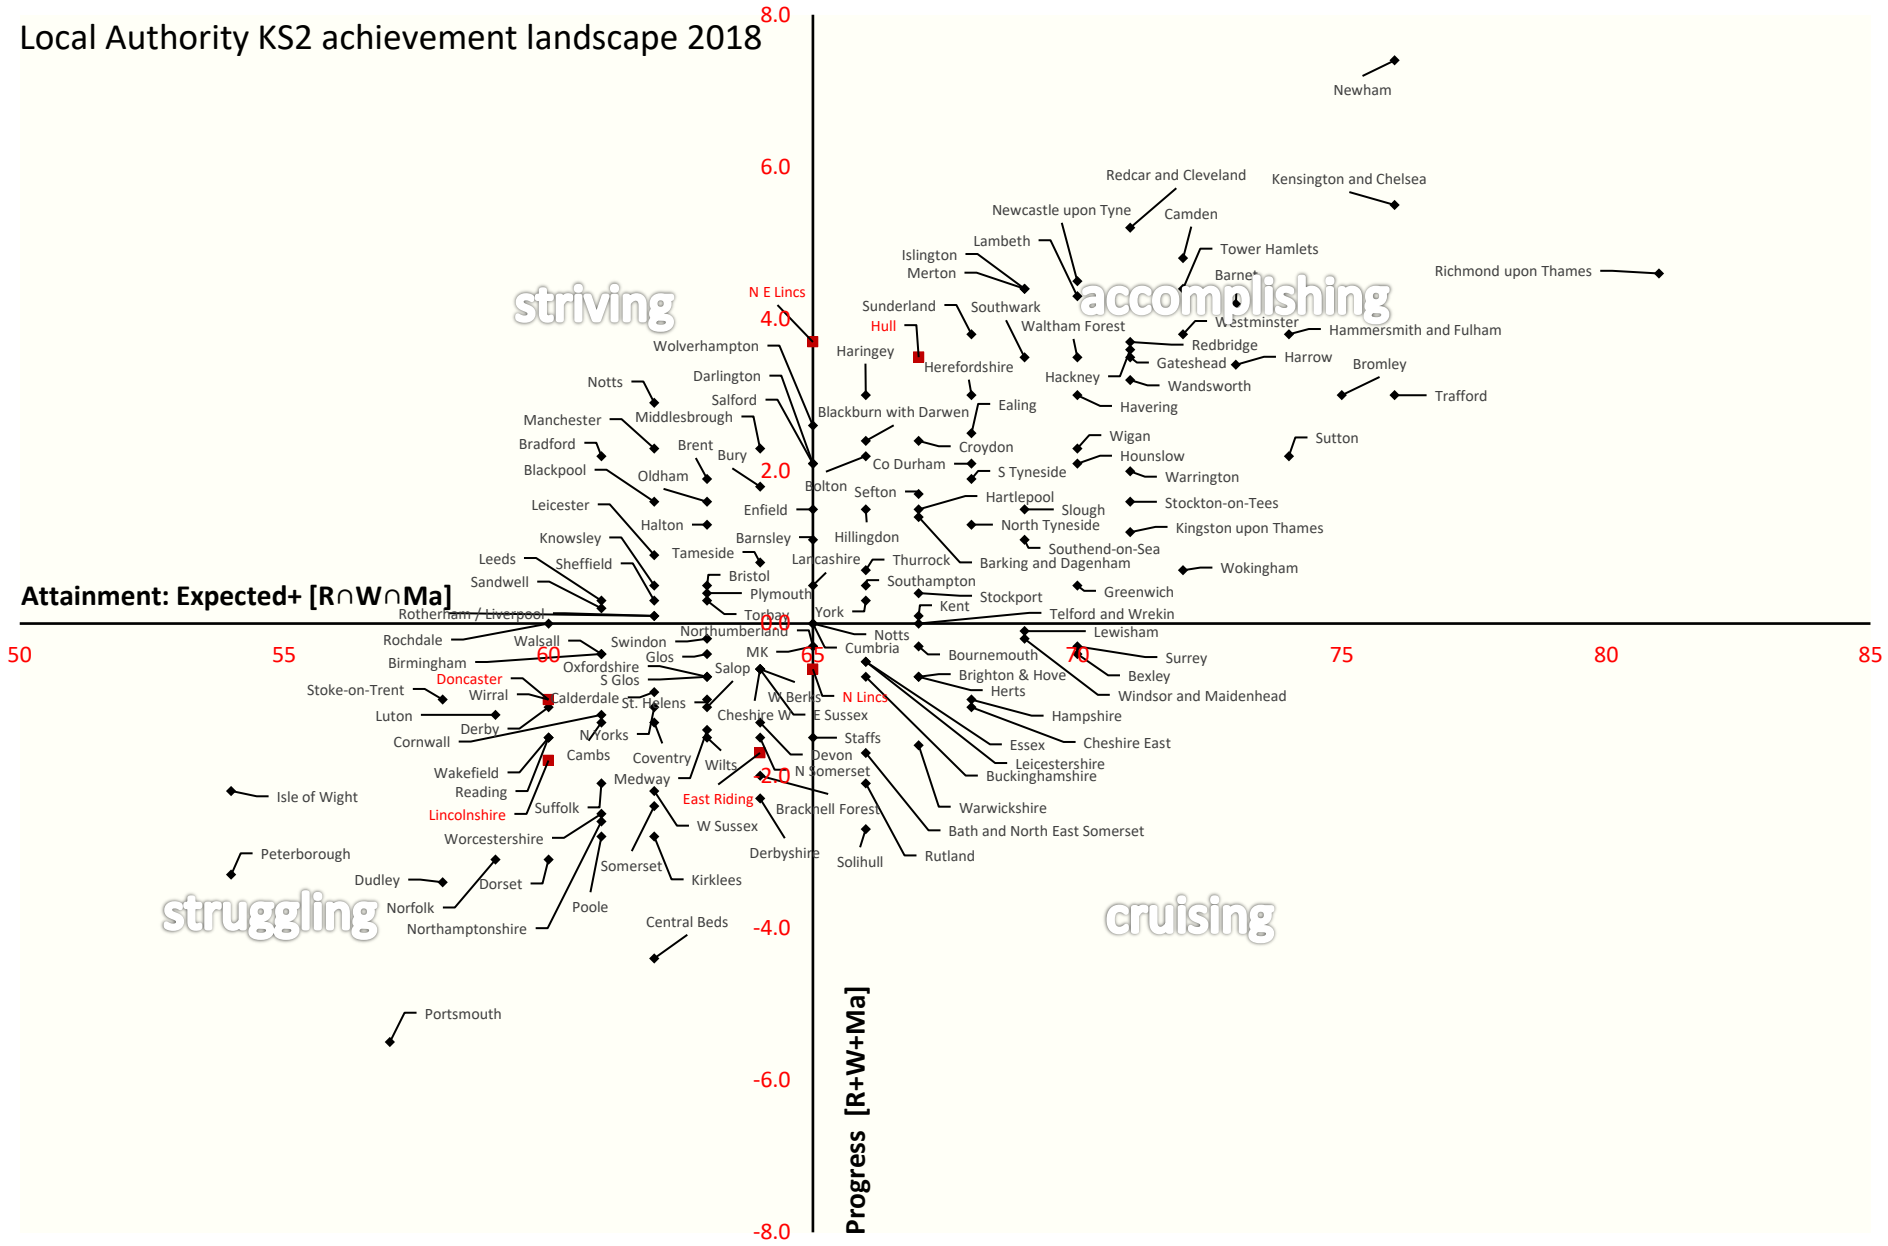 Local Authority KS2 achievement landscape 2018
8.0
Newham
6.0
Redcar and Cleveland
Kensington and Chelsea
Newcastle upon Tyne
Camden
Lambeth
Tower Hamlets
Islington
Merton
Barnet
Richmond upon Thames
striving
accomplishing
N E Lincs
Sunderland
Southwark
4.0
Hull
Waltham Forest
Westminster
Hammersmith and Fulham
Wolverhampton
Haringey
Redbridge
Herefordshire
Gateshead
Harrow
Bromley
Darlington
Hackney
Wandsworth
Notts
Salford
Ealing
Havering
Trafford
Manchester
Middlesbrough
Blackburn with Darwen
Bradford
Brent
Bury
Croydon
Wigan
Sutton
Blackpool
Oldham
2.0
Co Durham
Hounslow
S Tyneside
Warrington
Bolton
Sefton
Hartlepool
Leicester
Enfield
Slough
Stockton-on-Tees
Halton
North Tyneside
Kingston upon Thames
Knowsley
Barnsley
Hillingdon
Leeds
Sheffield
Tameside
Lancashire
Thurrock
Barking and Dagenham
Southend-on-Sea
Wokingham
Sandwell
Bristol
Southampton
Attainment: Expected+ [R∩W∩Ma]
Plymouth
Stockport
Greenwich
Rotherham / Liverpool
Torbay
York
Kent
Telford and Wrekin
0.0
Rochdale
Walsall
Swindon
Northumberland
Notts
Lewisham
50
55
60
65
70
75
80
85
Birmingham
Oxfordshire
Glos
MK
Cumbria
Bournemouth
Surrey
Doncaster
S Glos
Salop
Brighton & Hove
Bexley
Stoke-on-Trent
Wirral
Calderdale
St. Helens
W Berks
N Lincs
Herts
Windsor and Maidenhead
Luton
Derby
Cheshire W
E Sussex
Hampshire
Cornwall
N Yorks
Cambs
Coventry
Wilts
Staffs
Devon
Essex
Cheshire East
Wakefield
Medway
-2.0
N Somerset
Leicestershire
Buckinghamshire
Isle of Wight
Reading
Suffolk
East Riding
Bracknell Forest
Warwickshire
Lincolnshire
Worcestershire
W Sussex
Bath and North East Somerset
Peterborough
Somerset
Derbyshire
Solihull
Rutland
Dudley
Dorset
Kirklees
struggling
Norfolk
Poole
cruising
Northamptonshire
Central Beds
-4.0
Portsmouth
Progress [R+W+Ma]
-6.0
-8.0